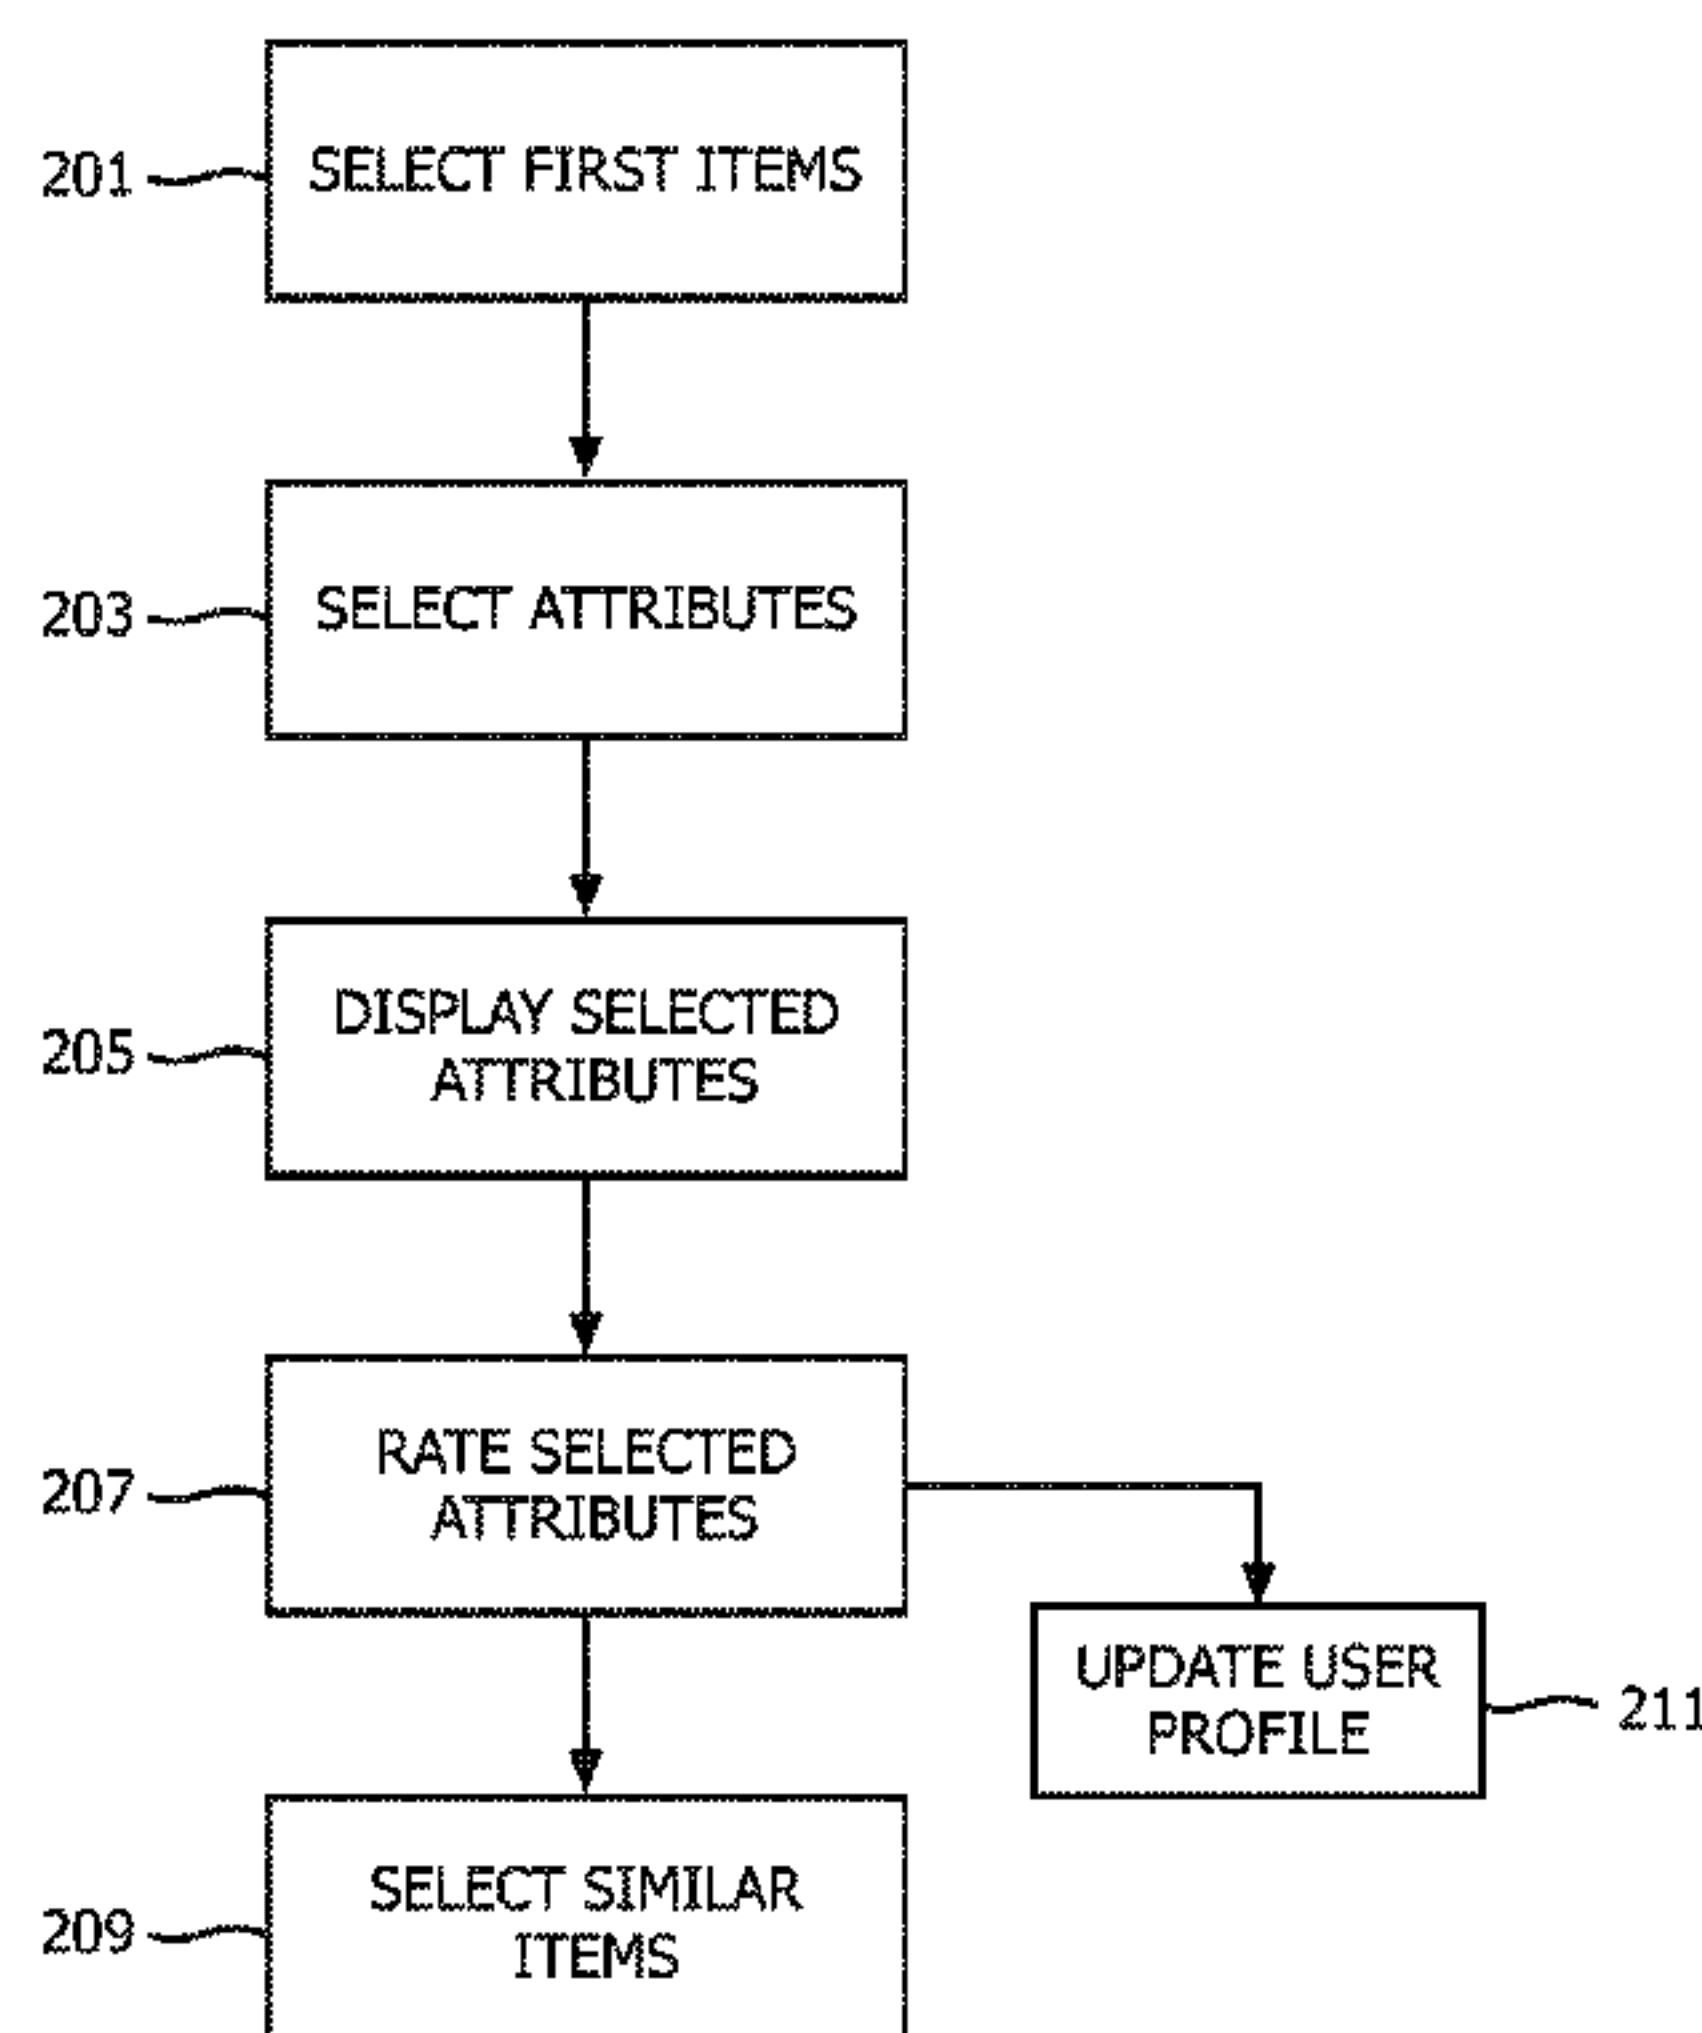 201
SELECT FIRST ITEMS
203
SELECT ATTRIBUTES
205
DISPLAY SELECTED
ATTRIBUTES
207
RATE SELECTED
ATTRIBUTES
UPDATE USER
PROFILE
211
209
SELECT SIMILAR
ITEMS